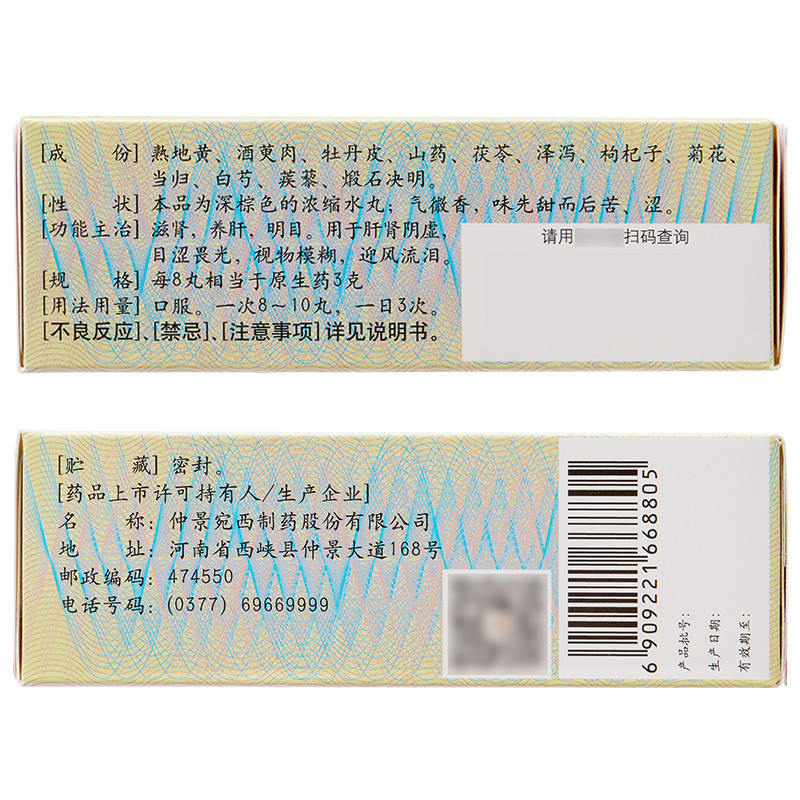 [成　份] 熟地黄、酒萸肉、牡丹皮、山药、茯苓、泽泻、枸杞子、菊花、
当归、白芍、蒺藜、煅石决明。
[性　状] 本品为深棕色的浓缩水丸；气微香，味先甜而后苦、涩。
[功能主治] 滋肾，养肝，明目。用于肝肾阴虚，
目涩畏光，视物模糊，迎风流泪。
[规　格] 每8丸相当于原生药3克
[用法用量] 口服。一次8～10丸，一日3次。
[不良反应]、[禁忌]、[注意事项]详见说明书。
请用 扫码查询
[贮　藏] 密封。
[药品上市许可持有人/生产企业]
名　称：仲景宛西制药股份有限公司
地　址：河南省西峡县仲景大道168号
邮政编码：474550
电话号码：(0377) 69669999
6 909221 668805
产品批号：
生产日期：
有效期至：